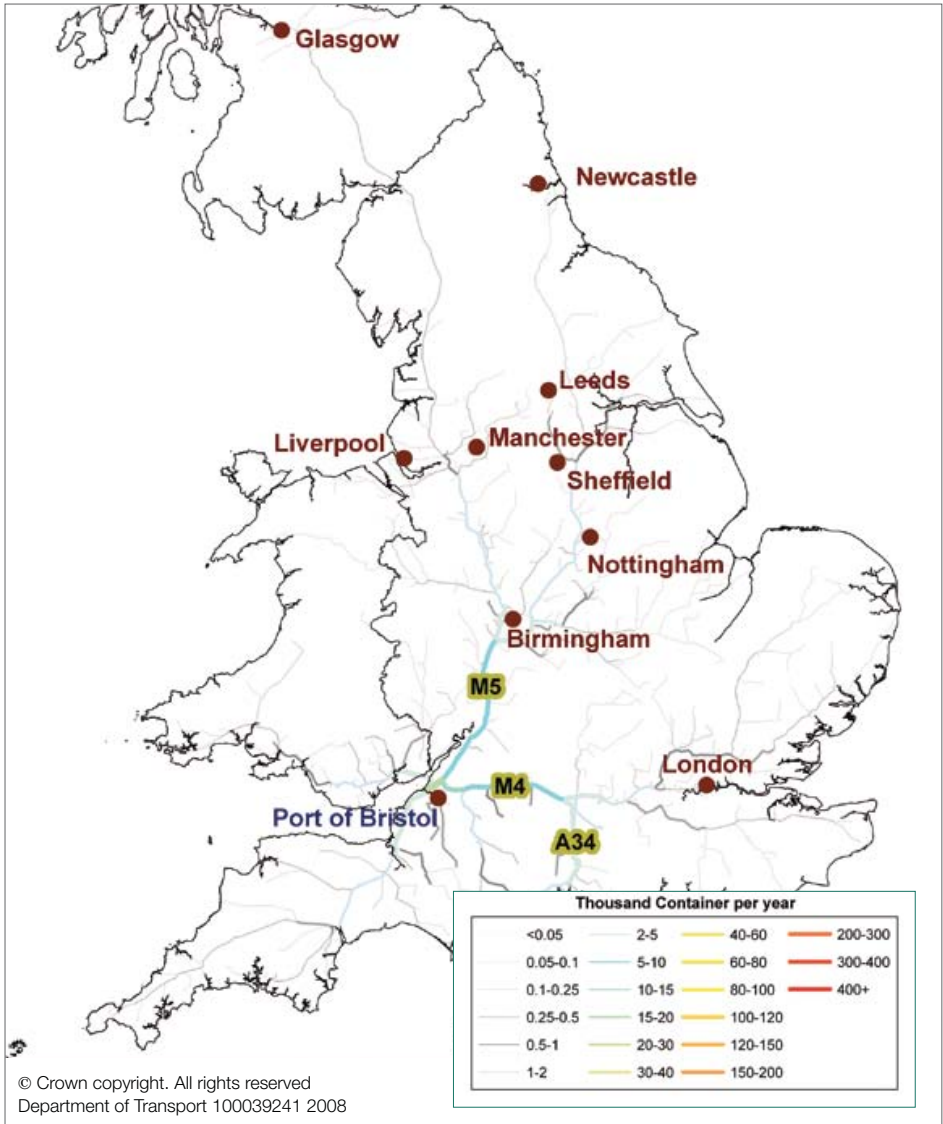 Glasgow
Newcastle
Leeds
Liverpool
Manchester
Sheffield
Nottingham
Birmingham
M5
London
M4
Port of Bristol
A34
Thousand Container per year
<0.05 2-5 40-60 200-300
0.05-0.1 5-10 60-80 300-400
0.1-0.25 10-15 80-100 400+
0.25-0.5 15-20 100-120
0.5-1 20-30 120-150
1-2 30-40 150-200
© Crown copyright. All rights reserved
Department of Transport 100039241 2008